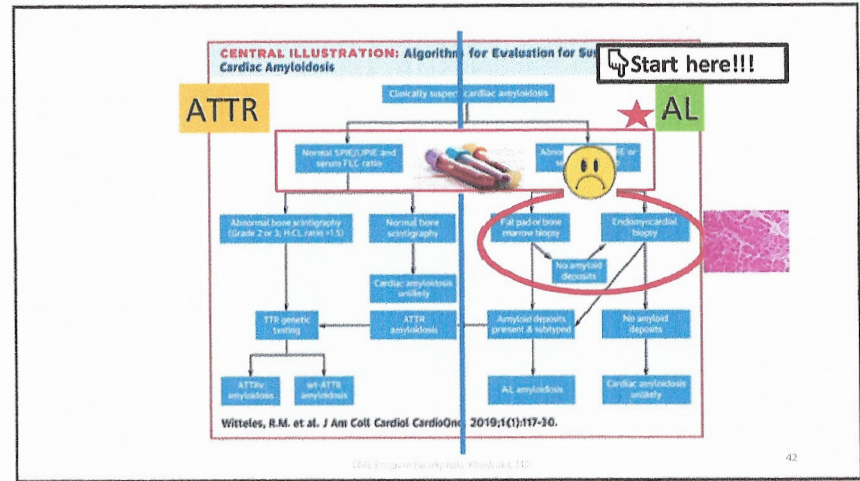 CENTRAL ILLUSTRATION: Algorithm for Evaluation for Sus
Cardiac Amyloidosis
Start here!!!
ATTR
AL
Clinically suspec cardiac amyloidosis
Normal SPIE/UPIE and
serum FLC ratio
Abno E or
se
Abnormal bone scintigraphy
(Grade 2 or 3; H:CL ratio >1.5)
Normal bone
scintigraphy
Fat pad or bone
marrow biopsy
Endomyocardial
biopsy
No amyloid
deposits
Cardiac amyloidosis
unlikely
TTR genetic
testing
ATTR
amyloidosis
Amyloid deposits
present & subtyped
No amyloid
deposits
ATTRv
amyloidosis
wt-ATTR
amyloidosis
AL amyloidosis
Cardiac amyloidosis
unlikely
Witteles, R.M. et al. J Am Coll Cardiol CardioOnc. 2019;1(1):117-30.
42